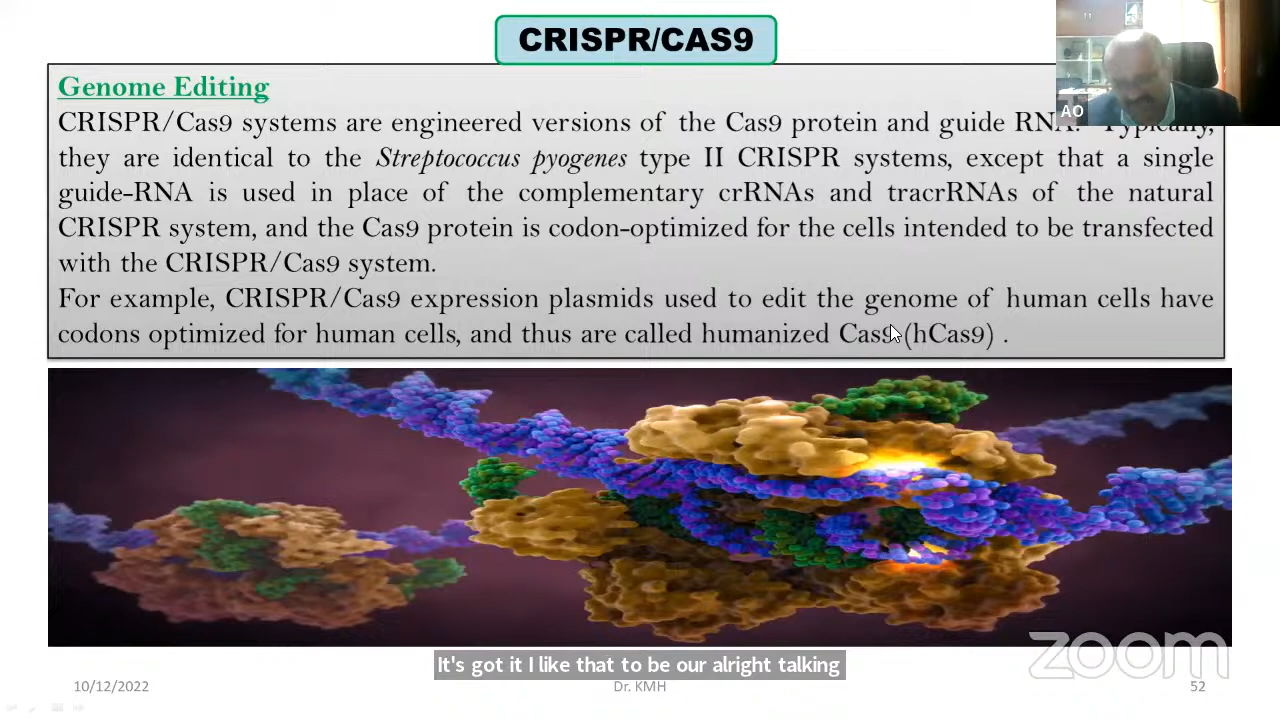 CRISPR/CAS9
AO
Genome Editing
CRISPR/Cas9 systems are engineered versions of the Cas9 protein and guide RNA. Typically,
they are identical to the Streptococcus pyogenes type II CRISPR systems, except that a single
guide-RNA is used in place of the complementary crRNAs and tracrRNAs of the natural
CRISPR system, and the Cas9 protein is codon-optimized for the cells intended to be transfected
with the CRISPR/Cas9 system.
For example, CRISPR/Cas9 expression plasmids used to edit the genome of human cells have
codons optimized for human cells, and thus are called humanized Cas9 (hCas9) .
zoom
It's got it I like that to be our alright talking
10/12/2022
Dr. KMH
52